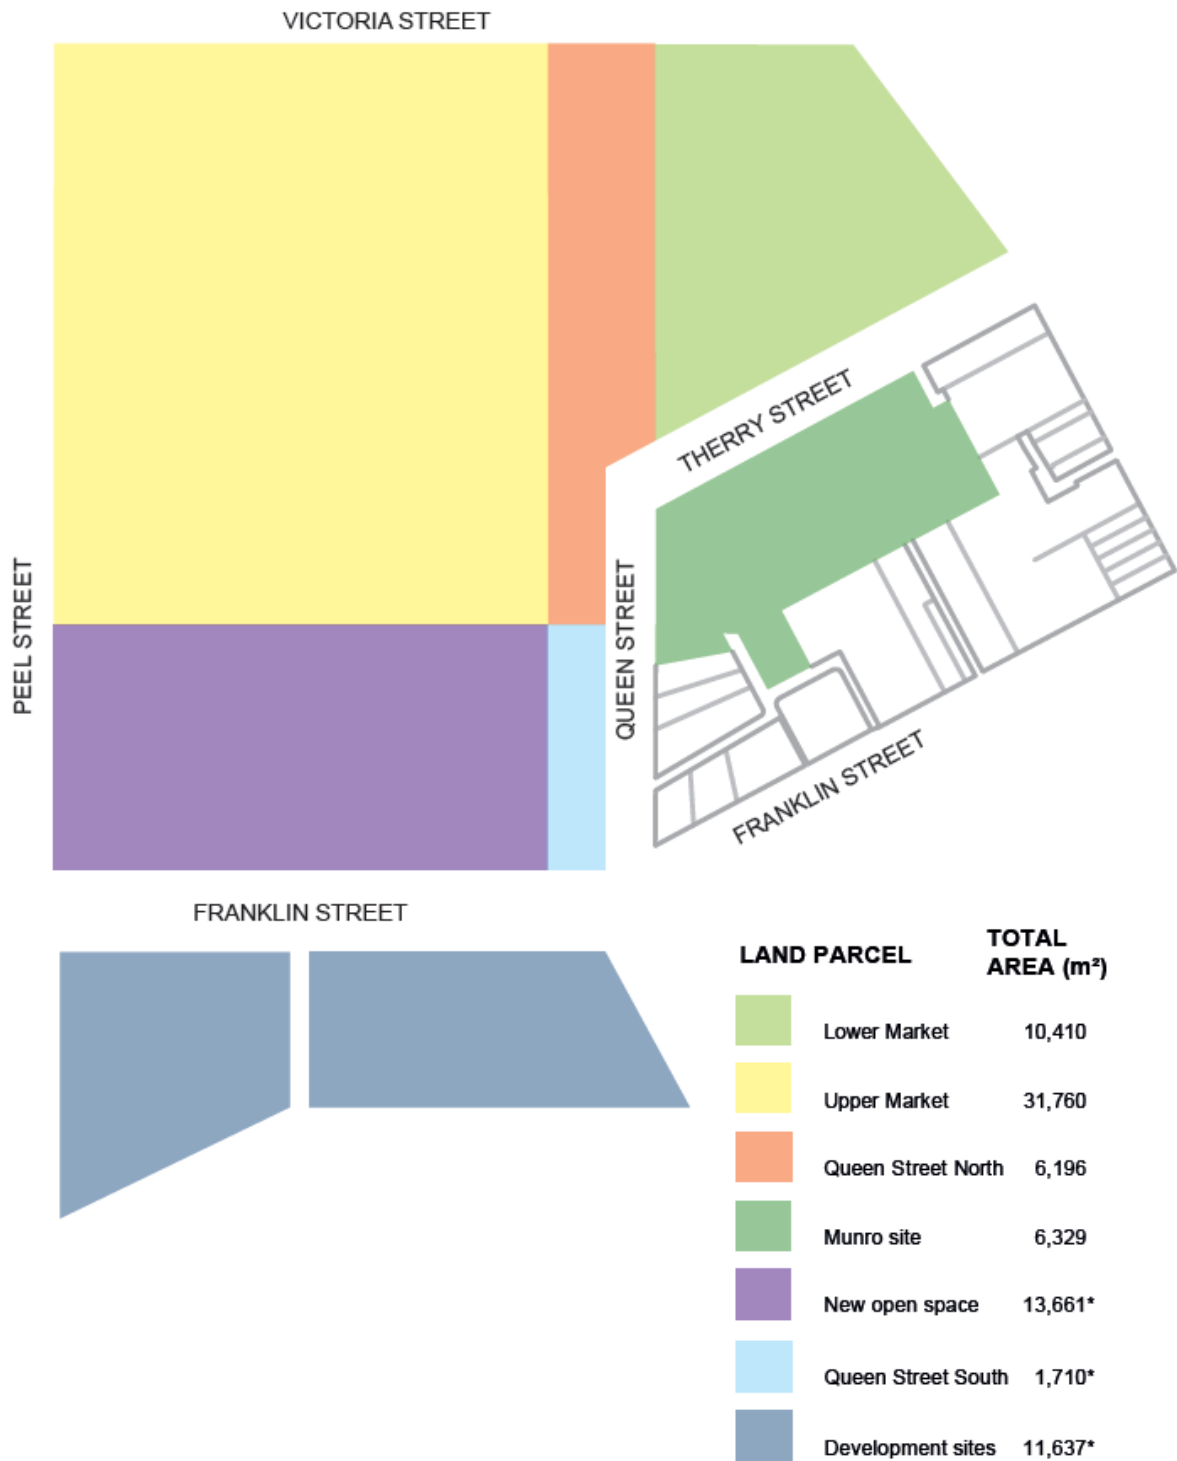 VICTORIA STREET
THERRY STREET
PEEL STREET
QUEEN STREET
FRANKLIN STREET
FRANKLIN STREET
LAND PARCEL
TOTAL
AREA (m²)
Lower Market 10,410
Upper Market 31,760
Queen Street North 6,196
Munro site 6,329
New open space 13,661*
Queen Street South 1,710*
Development sites 11,637*